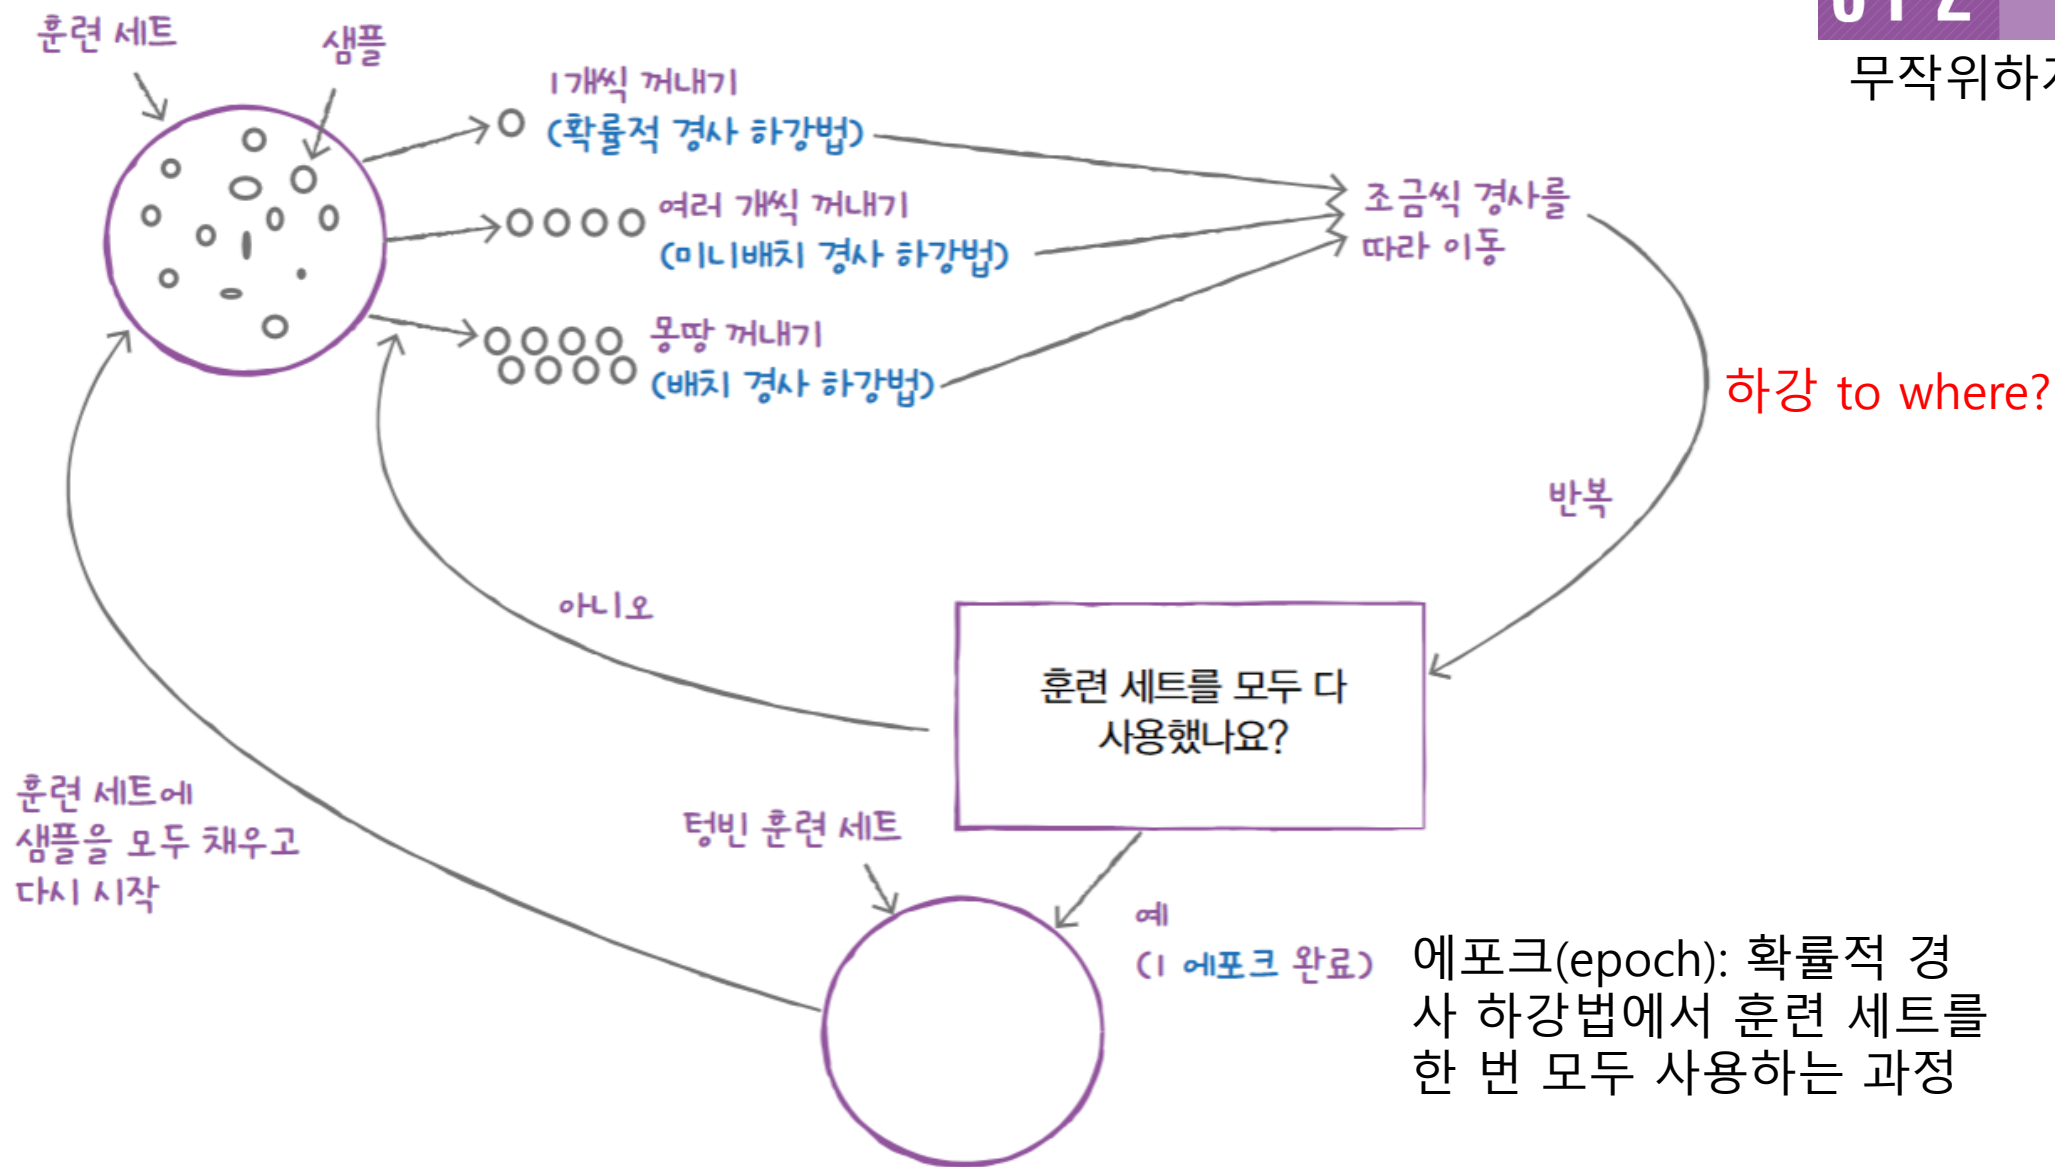 훈련 세트
샘플
무작위하게
1개씩 꺼내기
(확률적 경사 하강법)
여러 개씩 꺼내기
(미니배치 경사 하강법)
몽땅 꺼내기
(배치 경사 하강법)
조금씩 경사를
따라 이동
하강 to where?
반복
아니오
훈련 세트를 모두 다
사용했나요?
훈련 세트에
샘플을 모두 채우고
다시 시작
텅빈 훈련 세트
예
(1 에포크 완료)
에포크(epoch): 확률적 경
사 하강법에서 훈련 세트를
한 번 모두 사용하는 과정